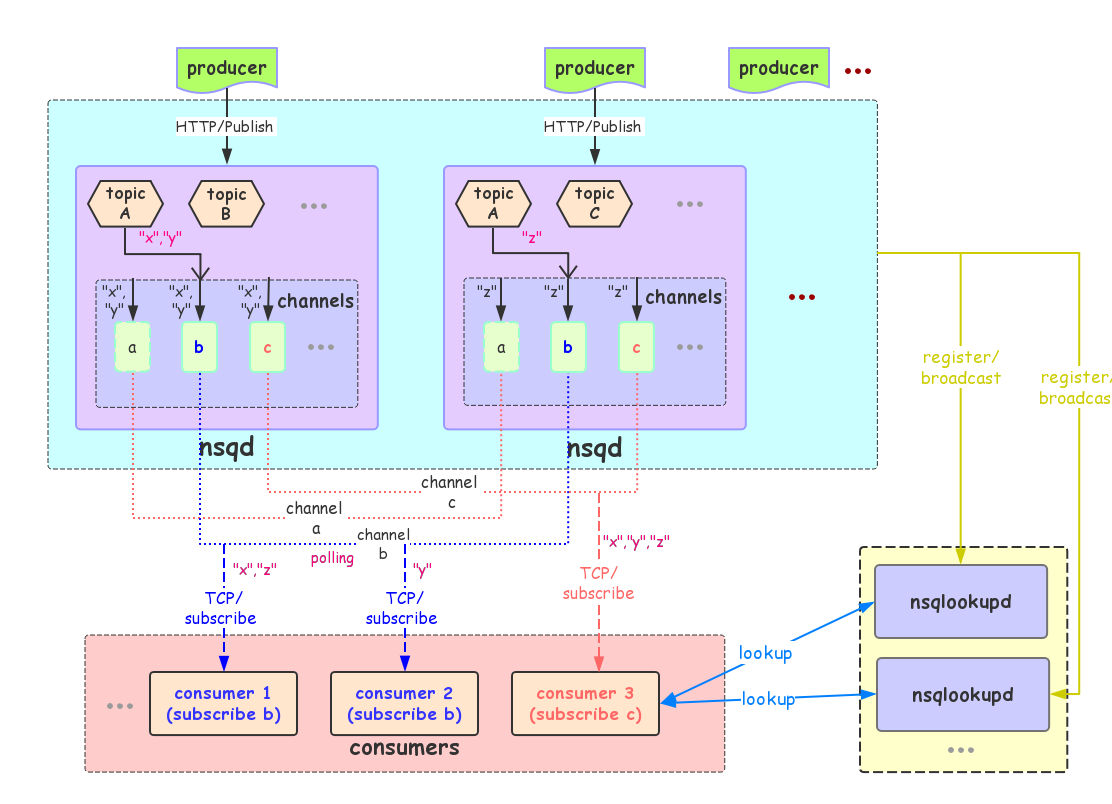 producer
producer
producer
...
HTTP/Publish
HTTP/Publish
topic
A
topic
B
...
topic
A
topic
C
...
"x","y"
"z"
"x",
"y"
"x",
"y"
"x",
"y"
channels
"z"
"z"
"z"
channels
...
a
b
c
...
a
b
c
...
register/
broadcast
register/
broadcas
nsqd
nsqd
channel
c
channel
a
channel
b
polling
"x","z"
"y"
"x","y","z"
TCP/
subscribe
TCP/
subscribe
TCP/
subscribe
nsqlookupd
lookup
...
consumer 1
(subscribe b)
consumer 2
(subscribe b)
consumer 3
(subscribe c)
lookup
nsqlookupd
consumers
...